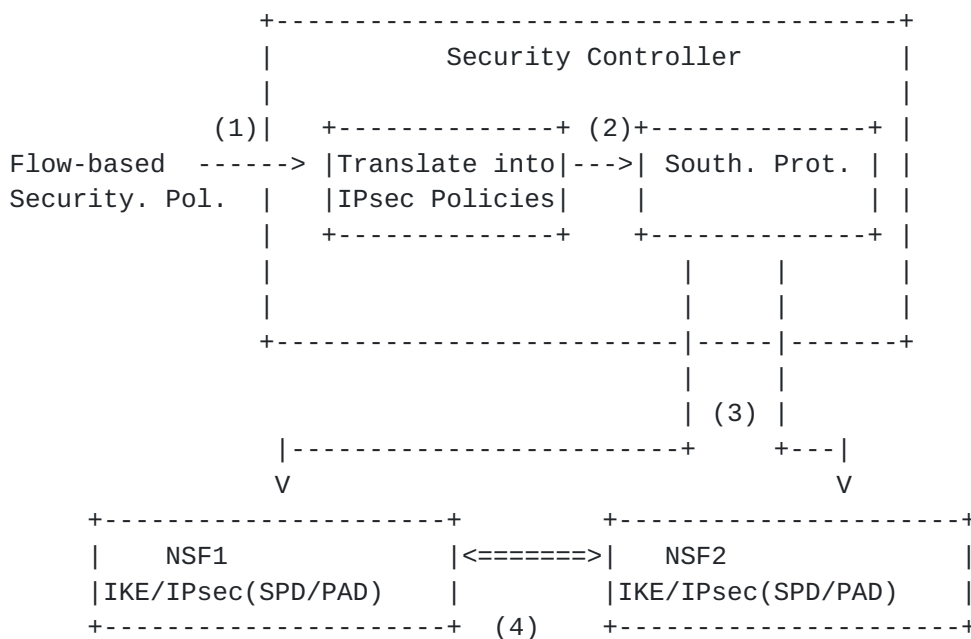 +----------------------------------------+
|           Security Controller          |
|                                        |
(1)|   +--------------+ (2)+--------------+ |
Flow-based  ------> |Translate into|--->| South. Prot. | |
Security. Pol.  |   |IPsec Policies|    |              | |
|   +--------------+    +--------------+ |
|                          |     |       |
|                          |     |       |
+--------------------------|-----|-------+
|     |
| (3) |
|-------------------------+     +---|
V                                   V
+----------------------+         +----------------------+
|    NSF1              |<=======>|   NSF2               |
|IKE/IPsec(SPD/PAD)    |         |IKE/IPsec(SPD/PAD)    |
+----------------------+  (4)    +----------------------+